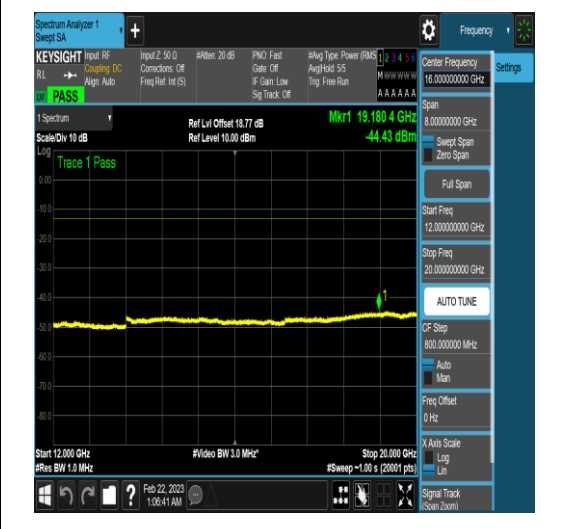 Spectrum Analyzer 1
Swept SA
Frequency
KEYSIGHT
RL
PASS
Input: RF
Coupling: DC
Align: Auto
Input Z: 50 Ω
Corrections: Off
Freq Ref: Int (S)
#Atten: 20 dB
PNO: Fast
Gate: Off
IF Gain: Low
Sig Track: Off
#Avg Type: Power (RMS
Avg|Hold: 5/5
Trig: Free Run
1 2 3 4 5 6
M W W W W W
A A A A A A
Center Frequency
16.000000000 GHz
Settings
Span
8.00000000 GHz
Swept Span
Zero Span
Full Span
Start Freq
12.000000000 GHz
Stop Freq
20.000000000 GHz
AUTO TUNE
CF Step
800.000000 MHz
Auto
Man
Freq Offset
0 Hz
X Axis Scale
Log
Lin
Signal Track
(Span Zoom)
1 Spectrum
Scale/Div 10 dB
Ref Lvl Offset 18.77 dB
Ref Level 10.00 dBm
Mkr1 19.180 4 GHz
-44.43 dBm
Log
Trace 1 Pass
0.00
-10.0
-20.0
-30.0
-40.0
-50.0
-60.0
-70.0
-80.0
1
Start 12.000 GHz
#Res BW 1.0 MHz
#Video BW 3.0 MHz*
Stop 20.000 GHz
#Sweep ~1.00 s (20001 pts)
?
Feb 22, 2023
1:06:41 AM